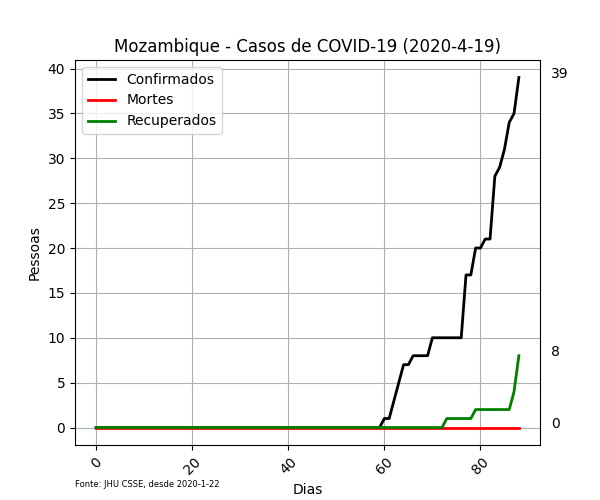 Mozambique - Casos de COVID-19 (2020-4-19)
Confirmados
Mortes
Recuperados
Pessoas
40
35
30
25
20
15
10
5
0
39
8
0
0
20
40
60
80
Dias
Fonte: JHU CSSE, desde 2020-1-22